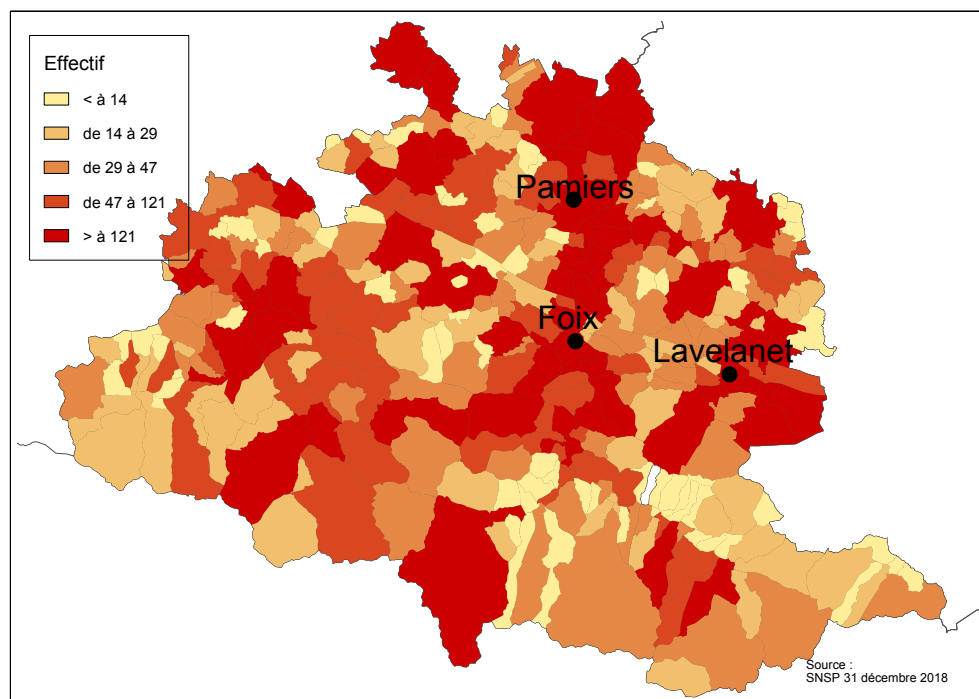 Effectif
< à 14
de 14 à 29
de 29 à 47
de 47 à 121
> à 121
Pamiers
Foix
Lavelanet
Source :
SNSP 31 décembre 2018